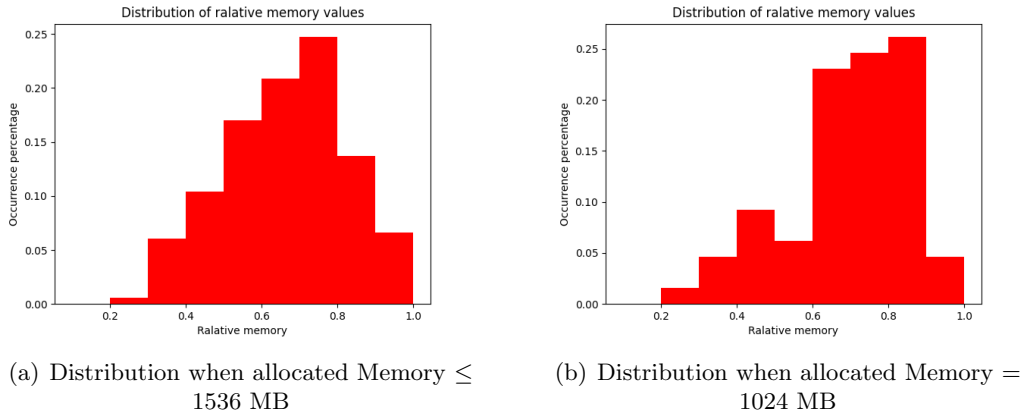 Distribution of ralative memory values
Occurrence percentage
0.25
0.20
0.15
0.10
0.05
0.00
0.2 0.4 0.6 0.8 1.0
Ralative memory
(a) Distribution when allocated Memory ≤
1536 MB
Distribution of ralative memory values
Occurrence percentage
0.25
0.20
0.15
0.10
0.05
0.00
0.2 0.4 0.6 0.8 1.0
Ralative memory
(b) Distribution when allocated Memory =
1024 MB